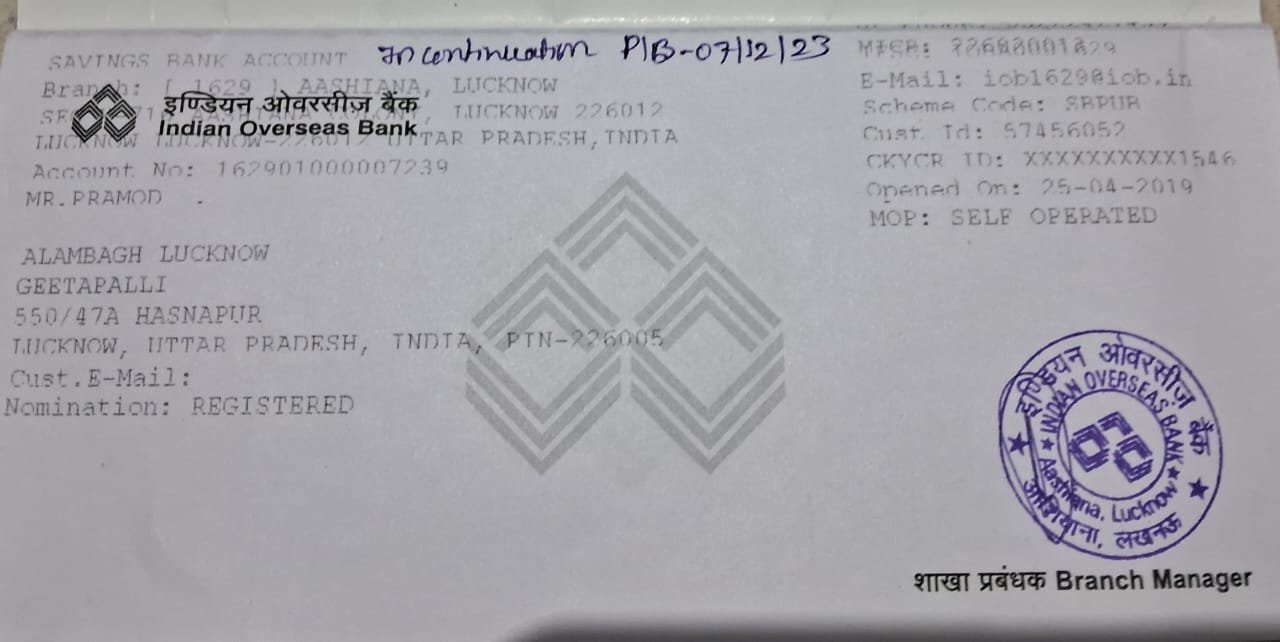 SAVINGS BANK ACCOUNT In continuation P/B-07/12/23
Branch: [ 1629 ] AASHIANA, LUCKNOW
इण्डियन ओवरसीज़ बैंक
Indian Overseas Bank
LUCKNOW 226012
LUCKNOW LUCKNOW-226012 UTTAR PRADESH, INDIA
Account No: 162901000007239
MR.PRAMOD .
ALAMBAGH LUCKNOW
GEETAPALLI
550/47A HASNAPUR
LUCKNOW, UTTAR PRADESH, INDIA, PIN-226005
Cust.E-Mail:
Nomination: REGISTERED
E-Mail: iob1629@iob.in
Scheme Code: SBPUB
Cust. Id: 57456052
CKYCR ID: XXXXXXXXXX1546
Opened On: 25-04-2019
MOP: SELF OPERATED
इण्डियन ओवरसीज़ बैंक
INDIAN OVERSEAS BANK
Aashiana, Lucknow
आशियाना, लखनऊ
शाखा प्रबंधक Branch Manager